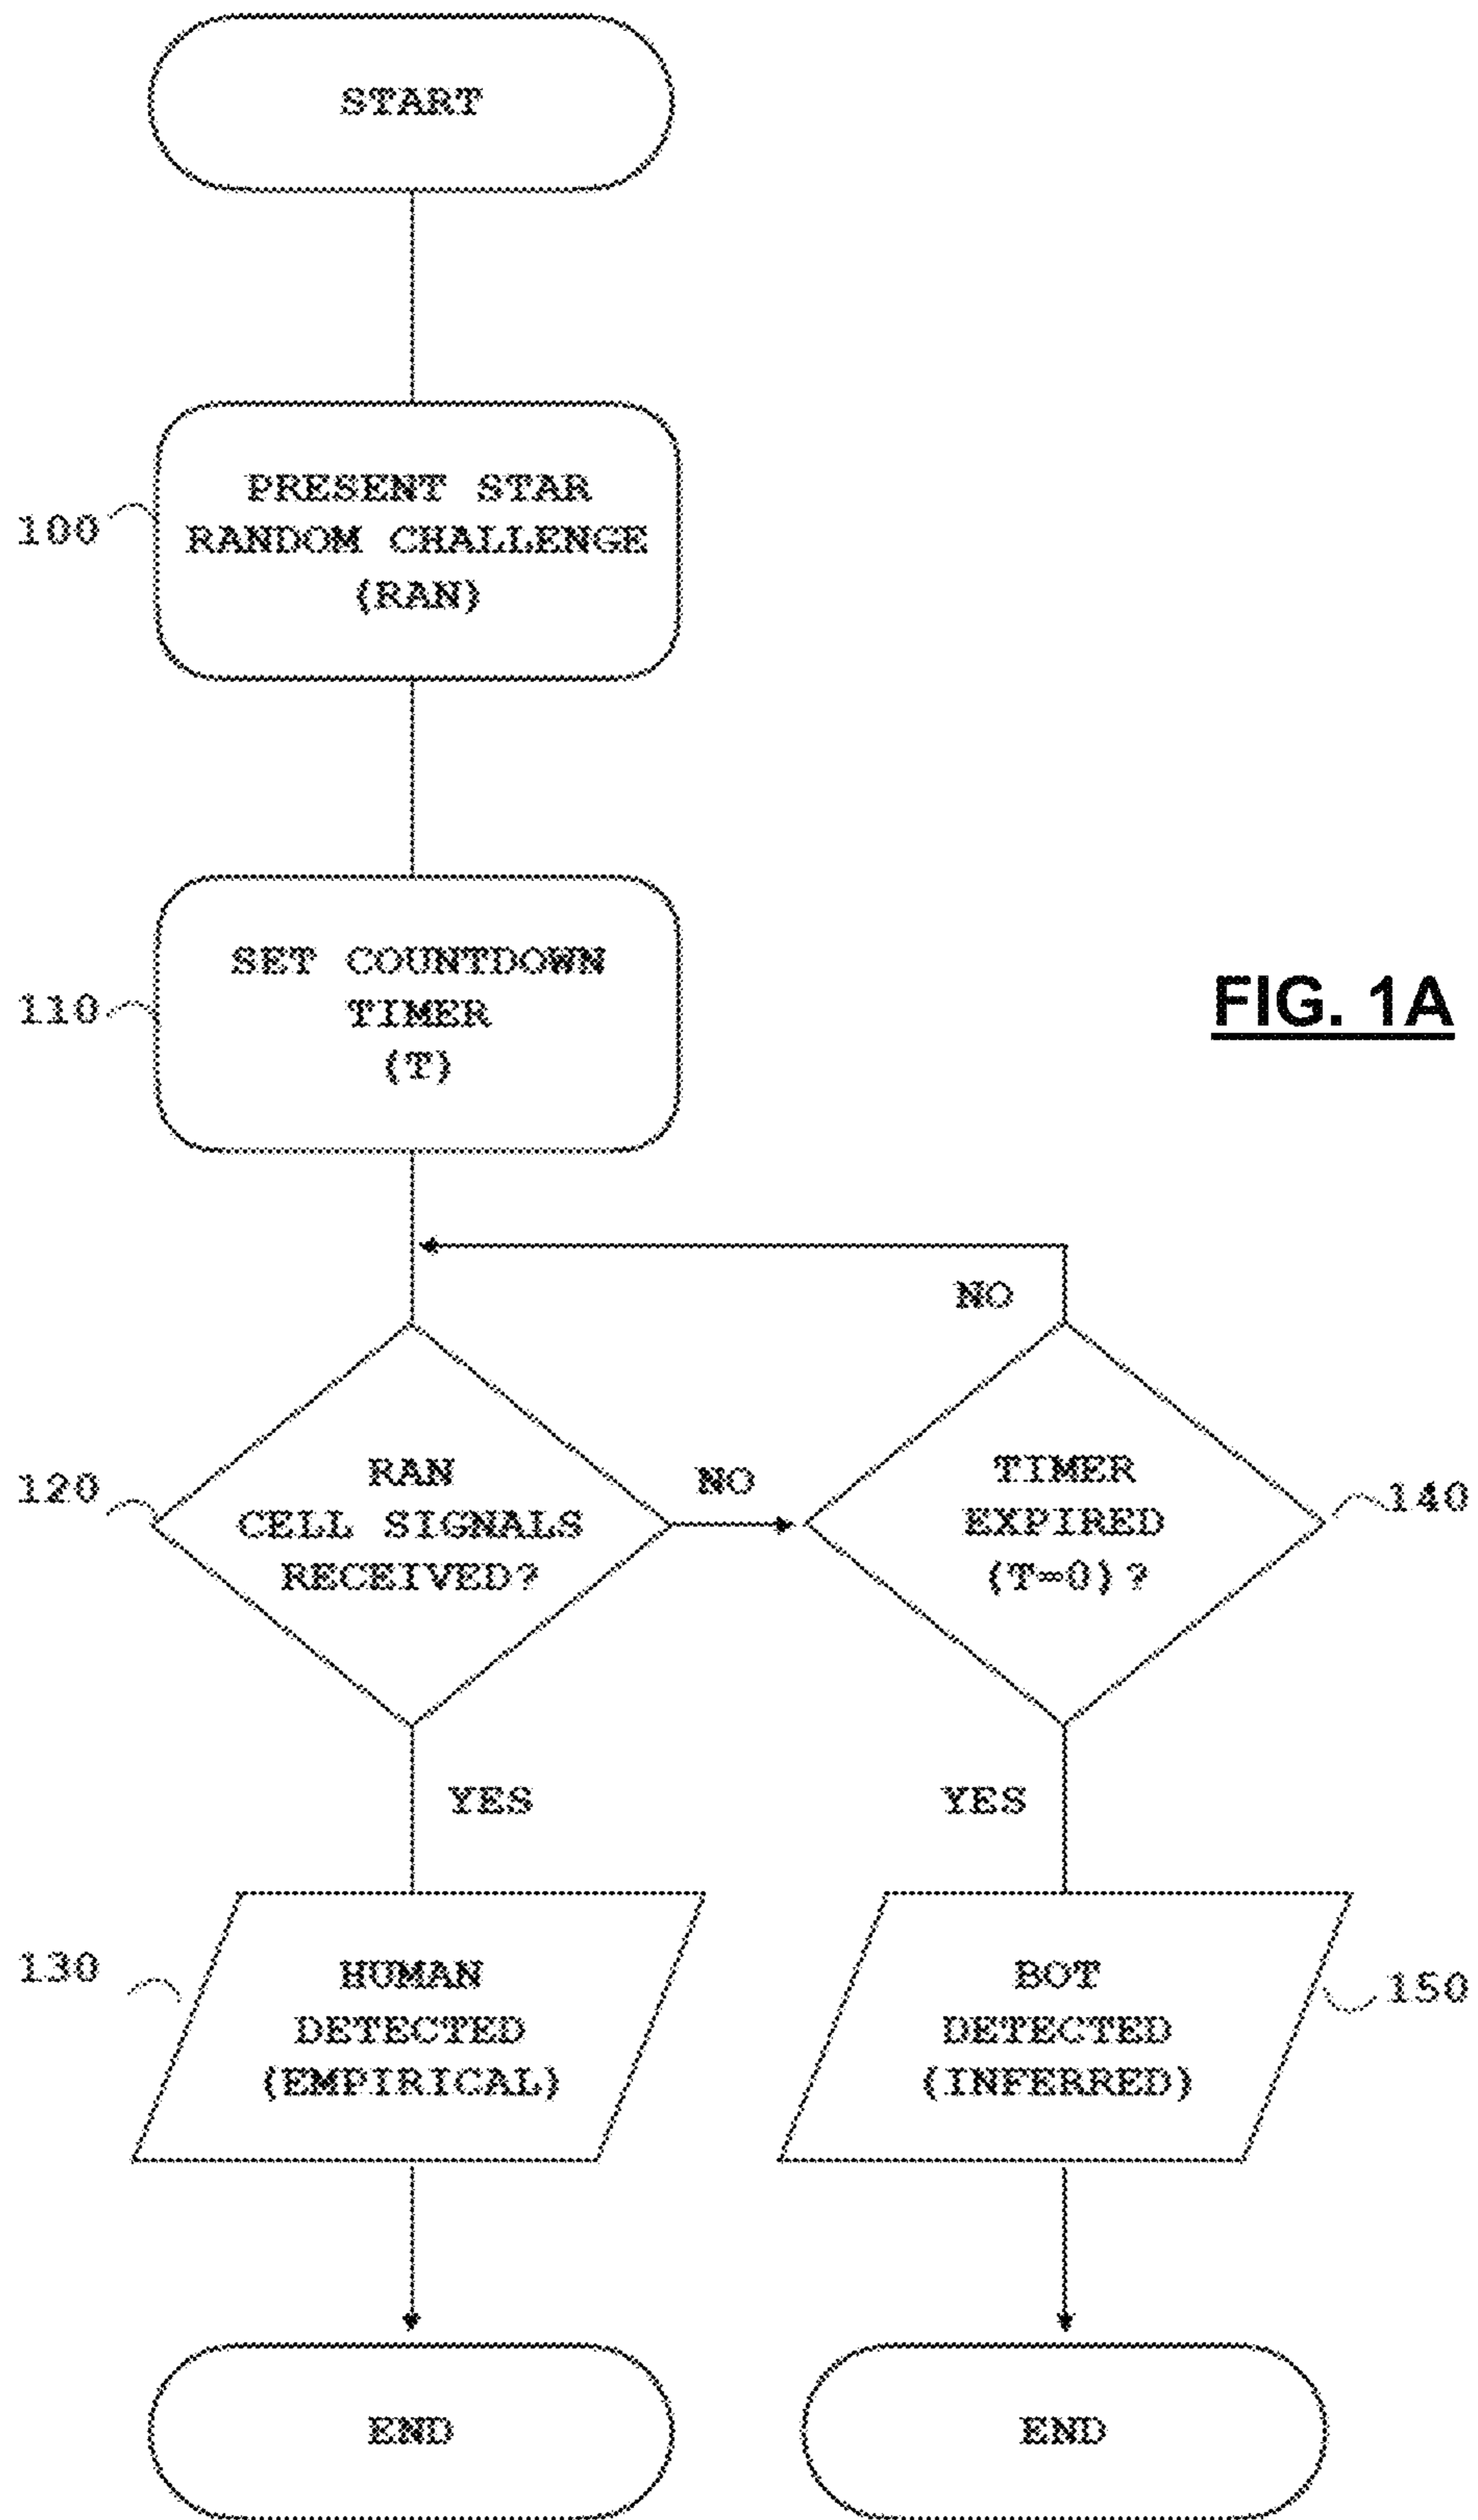 START
100
PRESENT STAR
RANDOM CHALLENGE
(RAN)
110
SET COUNTDOWN
TIMER
(T)
FIG. 1A
NO
120
RAN
CELL SIGNALS
RECEIVED?
NO
TIMER
EXPIRED
(T=0)?
140
YES
YES
130
HUMAN
DETECTED
(EMPIRICAL)
BOT
DETECTED
(INFERRED)
150
END
END